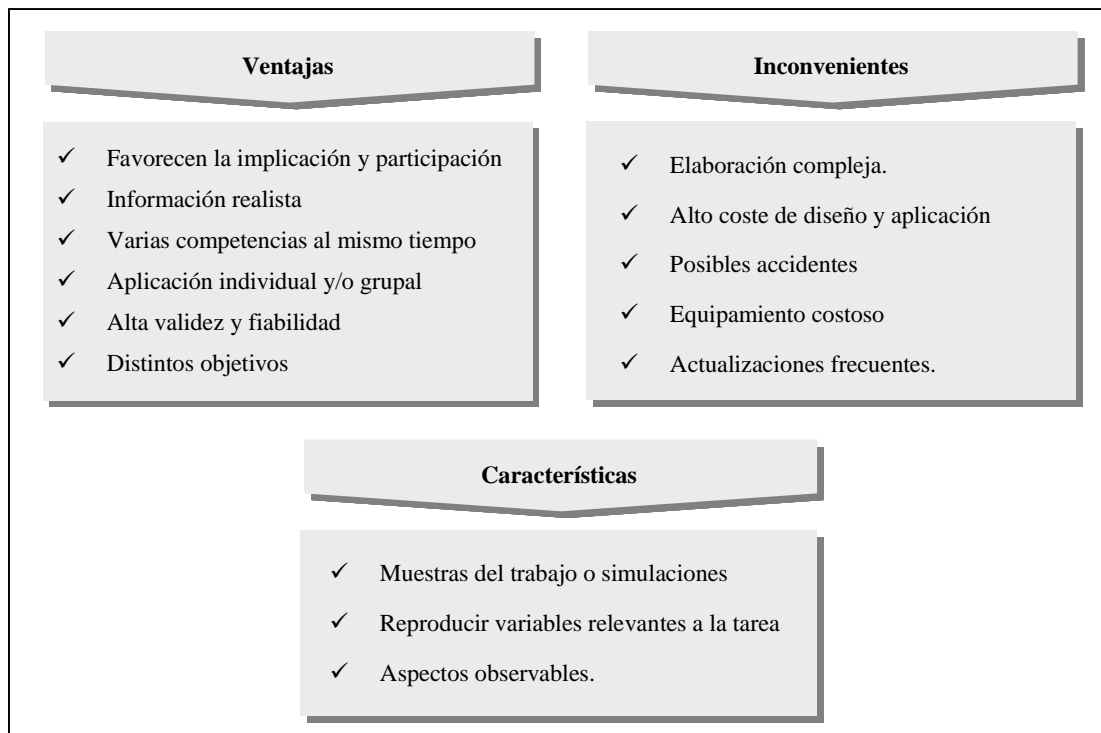 Ventajas
✓ Favorecen la implicación y participación
✓ Información realista
✓ Varias competencias al mismo tiempo
✓ Aplicación individual y/o grupal
✓ Alta validez y fiabilidad
✓ Distintos objetivos
Inconvenientes
✓ Elaboración compleja.
✓ Alto coste de diseño y aplicación
✓ Posibles accidentes
✓ Equipamiento costoso
✓ Actualizaciones frecuentes.
Características
✓ Muestras del trabajo o simulaciones
✓ Reproducir variables relevantes a la tarea
✓ Aspectos observables.